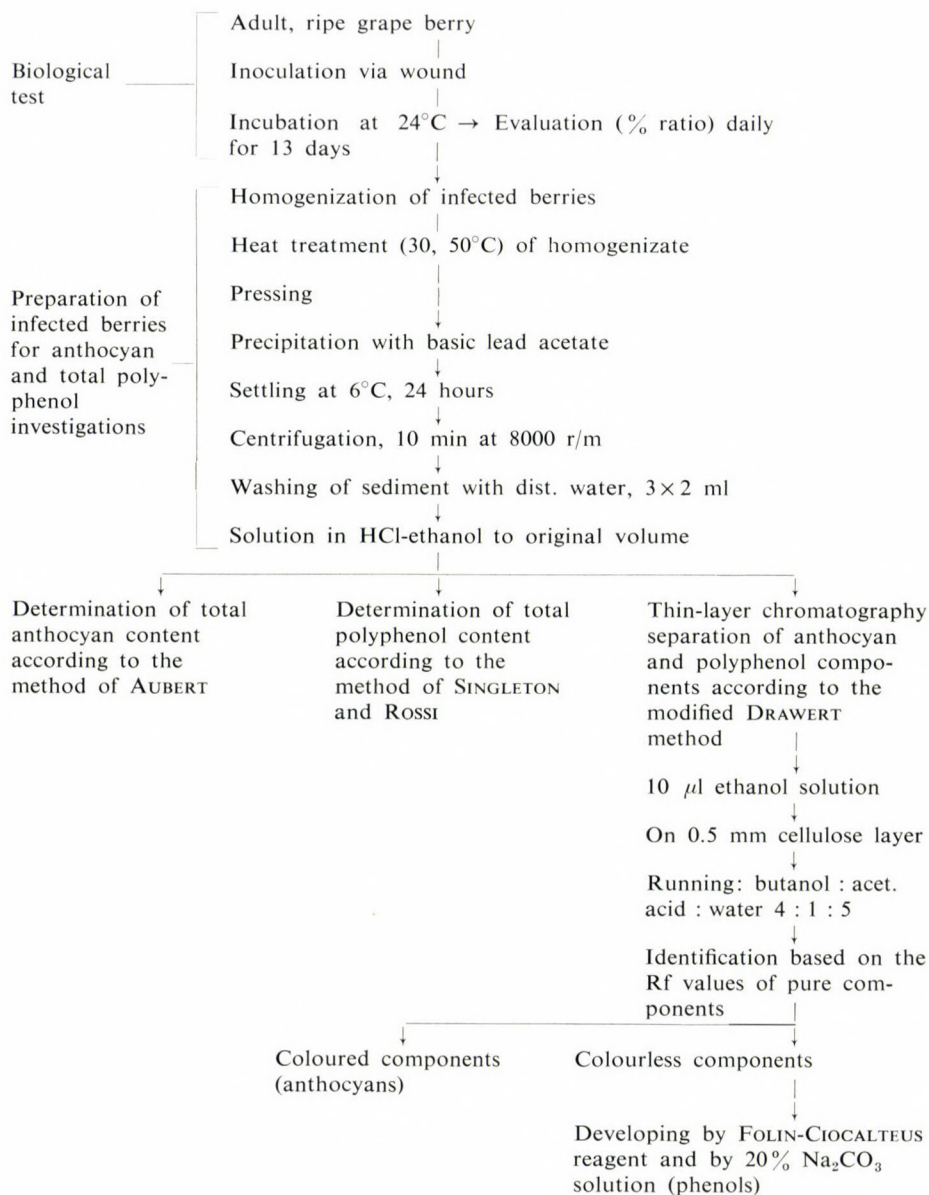 Adult, ripe grape berry
Biological
test
Inoculation via wound
Incubation at 24°C → Evaluation (% ratio) daily
for 13 days
Homogenization of infected berries
Heat treatment (30, 50°C) of homogenizate
Preparation of
infected berries
for anthocyan
and total poly-
phenol
investigations
Pressing
Precipitation with basic lead acetate
Settling at 6°C, 24 hours
Centrifugation, 10 min at 8000 r/m
Washing of sediment with dist. water, 3 × 2 ml
Solution in HCl-ethanol to original volume
Determination of total
anthocyan content
according to the
method of AUBERT
Determination of total
polyphenol content
according to the
method of SINGLETON
and ROSSI
Thin-layer chromatography
separation of anthocyan
and polyphenol compo-
nents according to the
modified DRAWERT
method
10 μl ethanol solution
On 0.5 mm cellulose layer
Running: butanol : acet.
acid : water 4 : 1 : 5
Identification based on the
Rf values of pure com-
ponents
Coloured components
(anthocyans)
Colourless components
Developing by FOLIN-CIOCALTEUS
reagent and by 20% Na₂CO₃
solution (phenols)